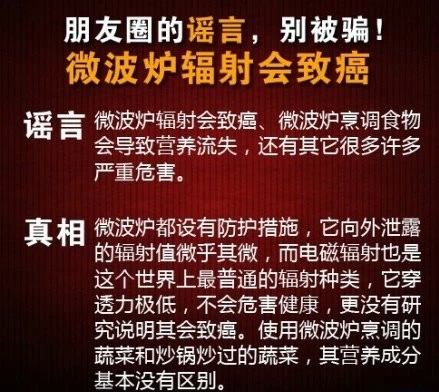 朋友圈的谣言，别被骗！
微波炉辐射会致癌
谣言 微波炉辐射会致癌、微波炉烹调食物
会导致营养流失，还有其它很多许多
严重危害。
真相 微波炉都设有防护措施，它向外泄露
的辐射值微乎其微，而电磁辐射也是
这个世界上最普通的辐射种类，它穿
透力极低，不会危害健康，更没有研
究说明其会致癌。使用微波炉烹调的
蔬菜和炒锅炒过的蔬菜，其营养成分
基本没有区别。